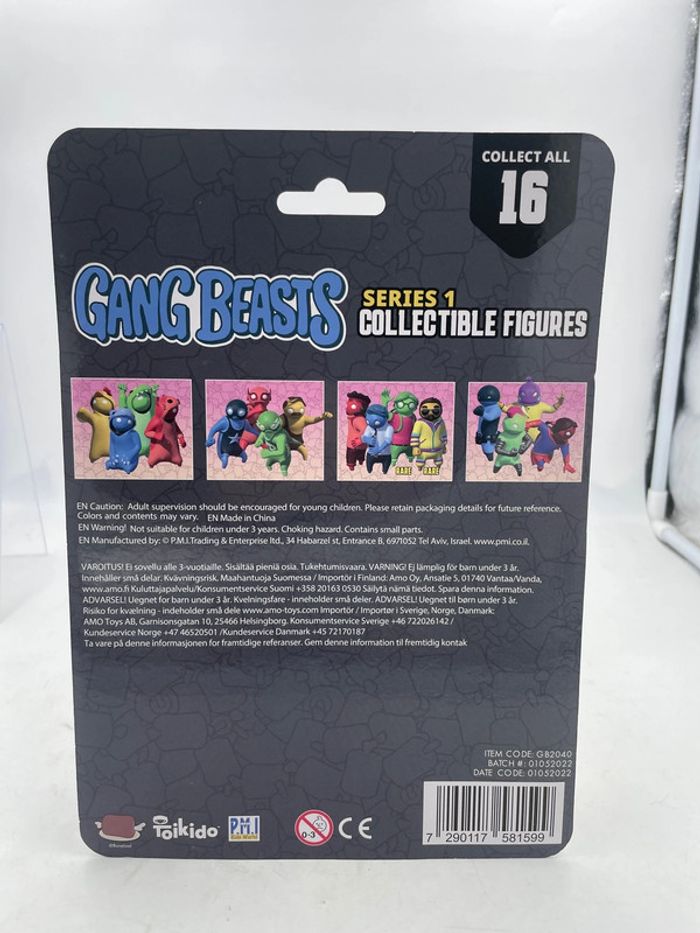 COLLECT ALL
16
GANG BEASTS
SERIES 1
COLLECTIBLE FIGURES
RARE RARE
EN Caution: Adult supervision should be encouraged for young children. Please retain packaging details for future reference.
Colors and contents may vary. EN Made in China
EN Warning! Not suitable for children under 3 years. Choking hazard. Contains small parts.
EN Manufactured by: © P.M.I.Trading & Enterprise ltd., 34 Habarzel st, Entrance B, 6971052 Tel Aviv, Israel. www.pmi.co.il.
VAROITUS! Ei sovellu alle 3-vuotiaille. Sisältää pieniä osia. Tukehtumisvaara. VARNING! Ej lämplig för barn under 3 år.
Innehåller små delar. Kvävningsrisk. Maahantuoja Suomessa / Importör i Finland: Amo Oy, Ansatie 5, 01740 Vantaa/Vanda,
www.amo.fi Kuluttajapalvelu/Konsumentservice Suomi +358 20163 0530 Säilytä nämä tiedot. Spara denna information.
ADVARSEL! Uegnet for barn under 3 år. Kvelningsfare - inneholder små deler. ADVARSEL! Uegnet til børn under 3 år.
Risiko for kvælning - indeholder små dele www.amo-toys.com Importör / Importør i Sverige, Norge, Denmark:
AMO Toys AB, Garnisonsgatan 10, 25466 Helsingborg. Konsumentservice Sverige +46 722026142 /
Kundeservice Norge +47 46520501 /Kundeservice Danmark +45 72170187
Ta vare på denne informasjonen for framtidige referanser. Gem denne information til fremtidig kontak
ITEM CODE: GB2040
BATCH #: 01052022
DATE CODE: 01052022
Toikido
P.M.I
Kids World
0-3
CE
7 290117 581599